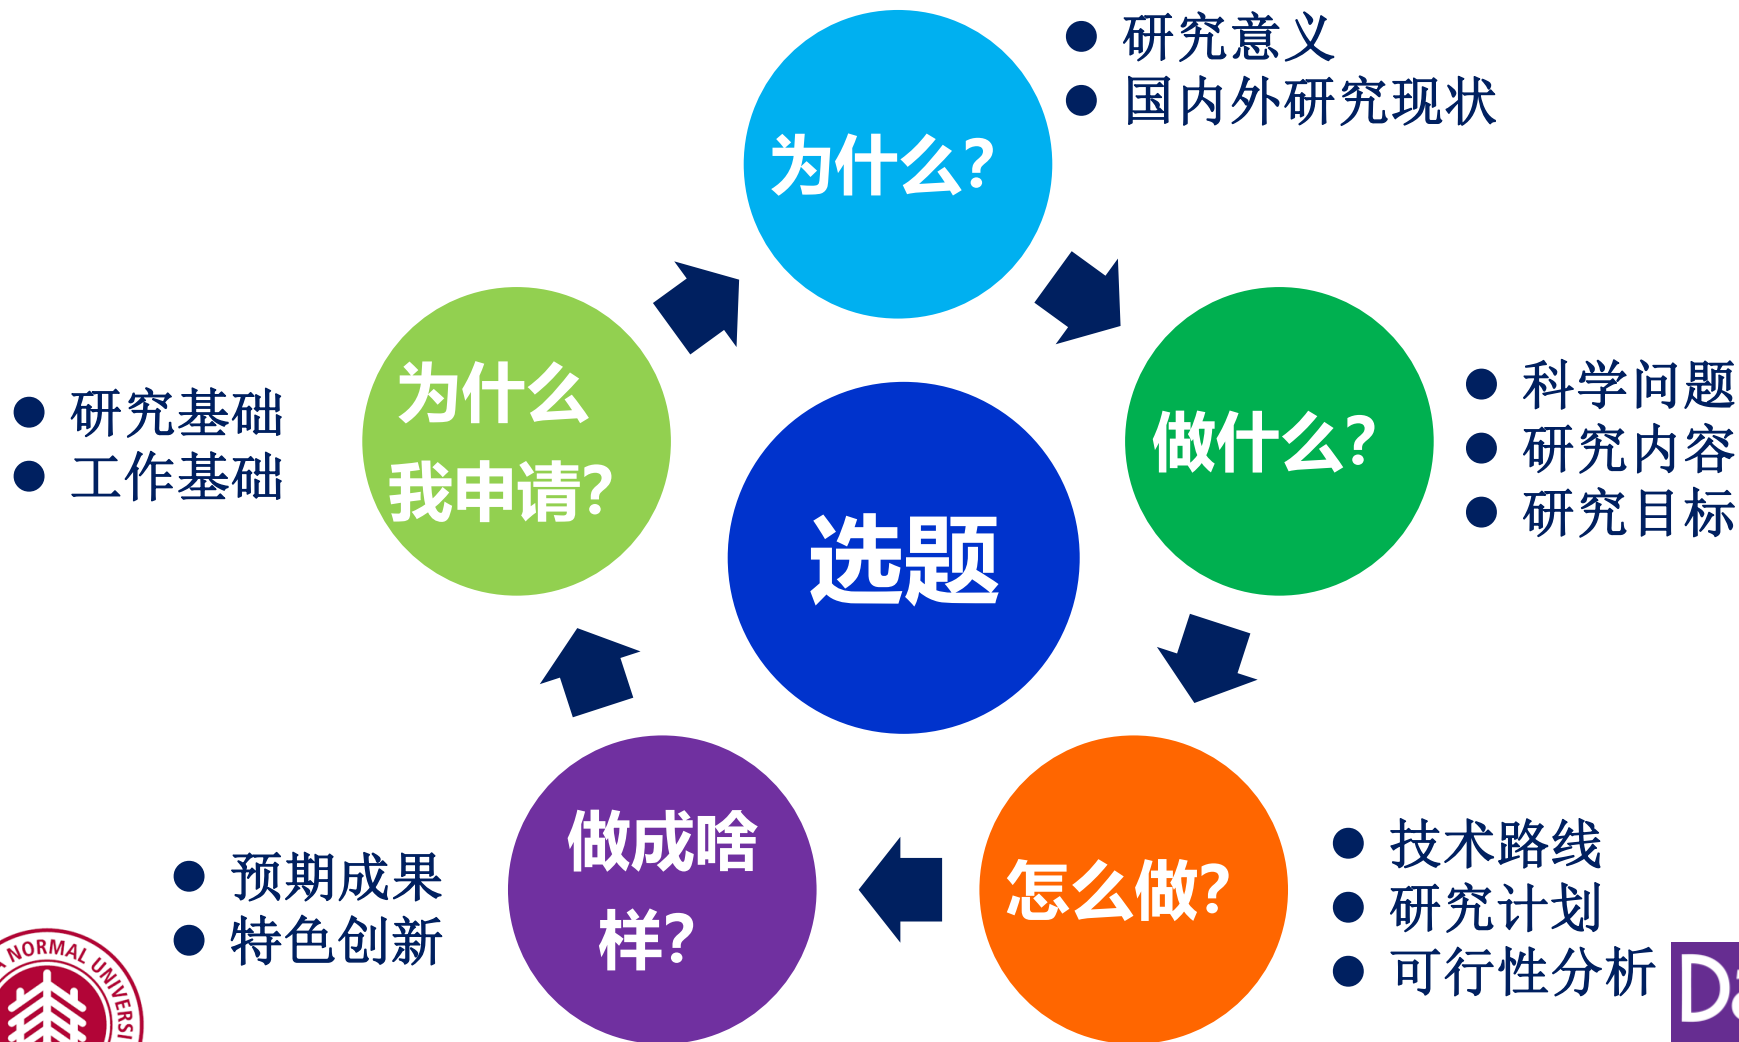 研究意义
国内外研究现状
为什么?
为什么
我申请?
研究基础
工作基础
做什么?
科学问题
研究内容
研究目标
选题
做成啥
样?
预期成果
特色创新
怎么做?
技术路线
研究计划
可行性分析
NORMAL UNIVERSI
Da